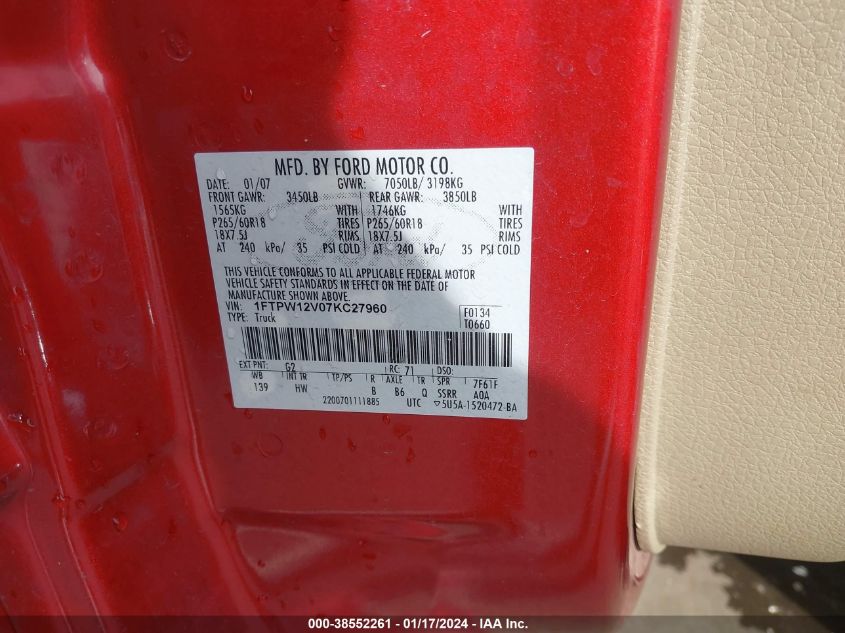 MFD. BY FORD MOTOR CO.
DATE: 01/07 GVWR: 7050LB/ 3198KG
FRONT GAWR: 3450LB REAR GAWR: 3850LB
1565KG WITH 1746KG WITH
P265/60R18 TIRES P265/60R18 TIRES
18X7.5J RIMS 18X7.5J RIMS
AT 240 kPa/ 35 PSI COLD AT 240 kPa/ 35 PSI COLD
THIS VEHICLE CONFORMS TO ALL APPLICABLE FEDERAL MOTOR
VEHICLE SAFETY STANDARDS IN EFFECT ON THE DATE OF
MANUFACTURE SHOWN ABOVE.
VIN: 1FTPW12V07KC27960 F0134
TYPE: Truck T0660
EXT PNT: G2 RC: 71 DSO:
WB INT TR TP/PS R AXLE TR SPR 7F61F
139 HW B B6 Q SSRR A0A
2200701111885 UTC ▽5U5A-1520472-BA
000-38552261 - 01/17/2024 - IAA Inc.